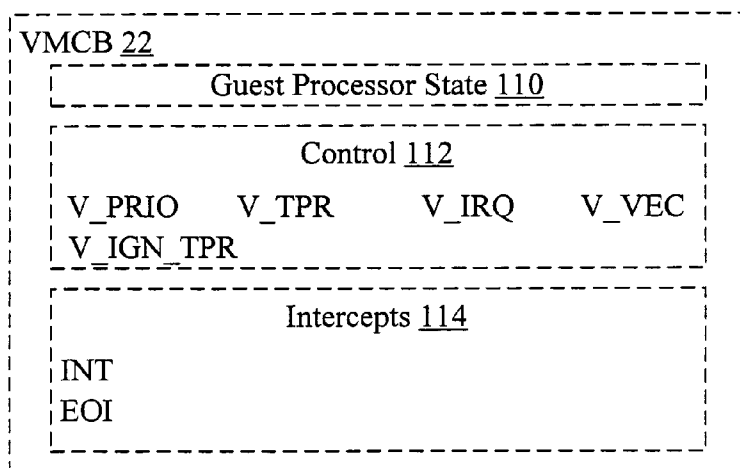 VMCB 22
Guest Processor State 110
Control 112
V_PRIO V_TPR V_IRQ V_VEC
V_IGN_TPR
Intercepts 114
INT
EOI